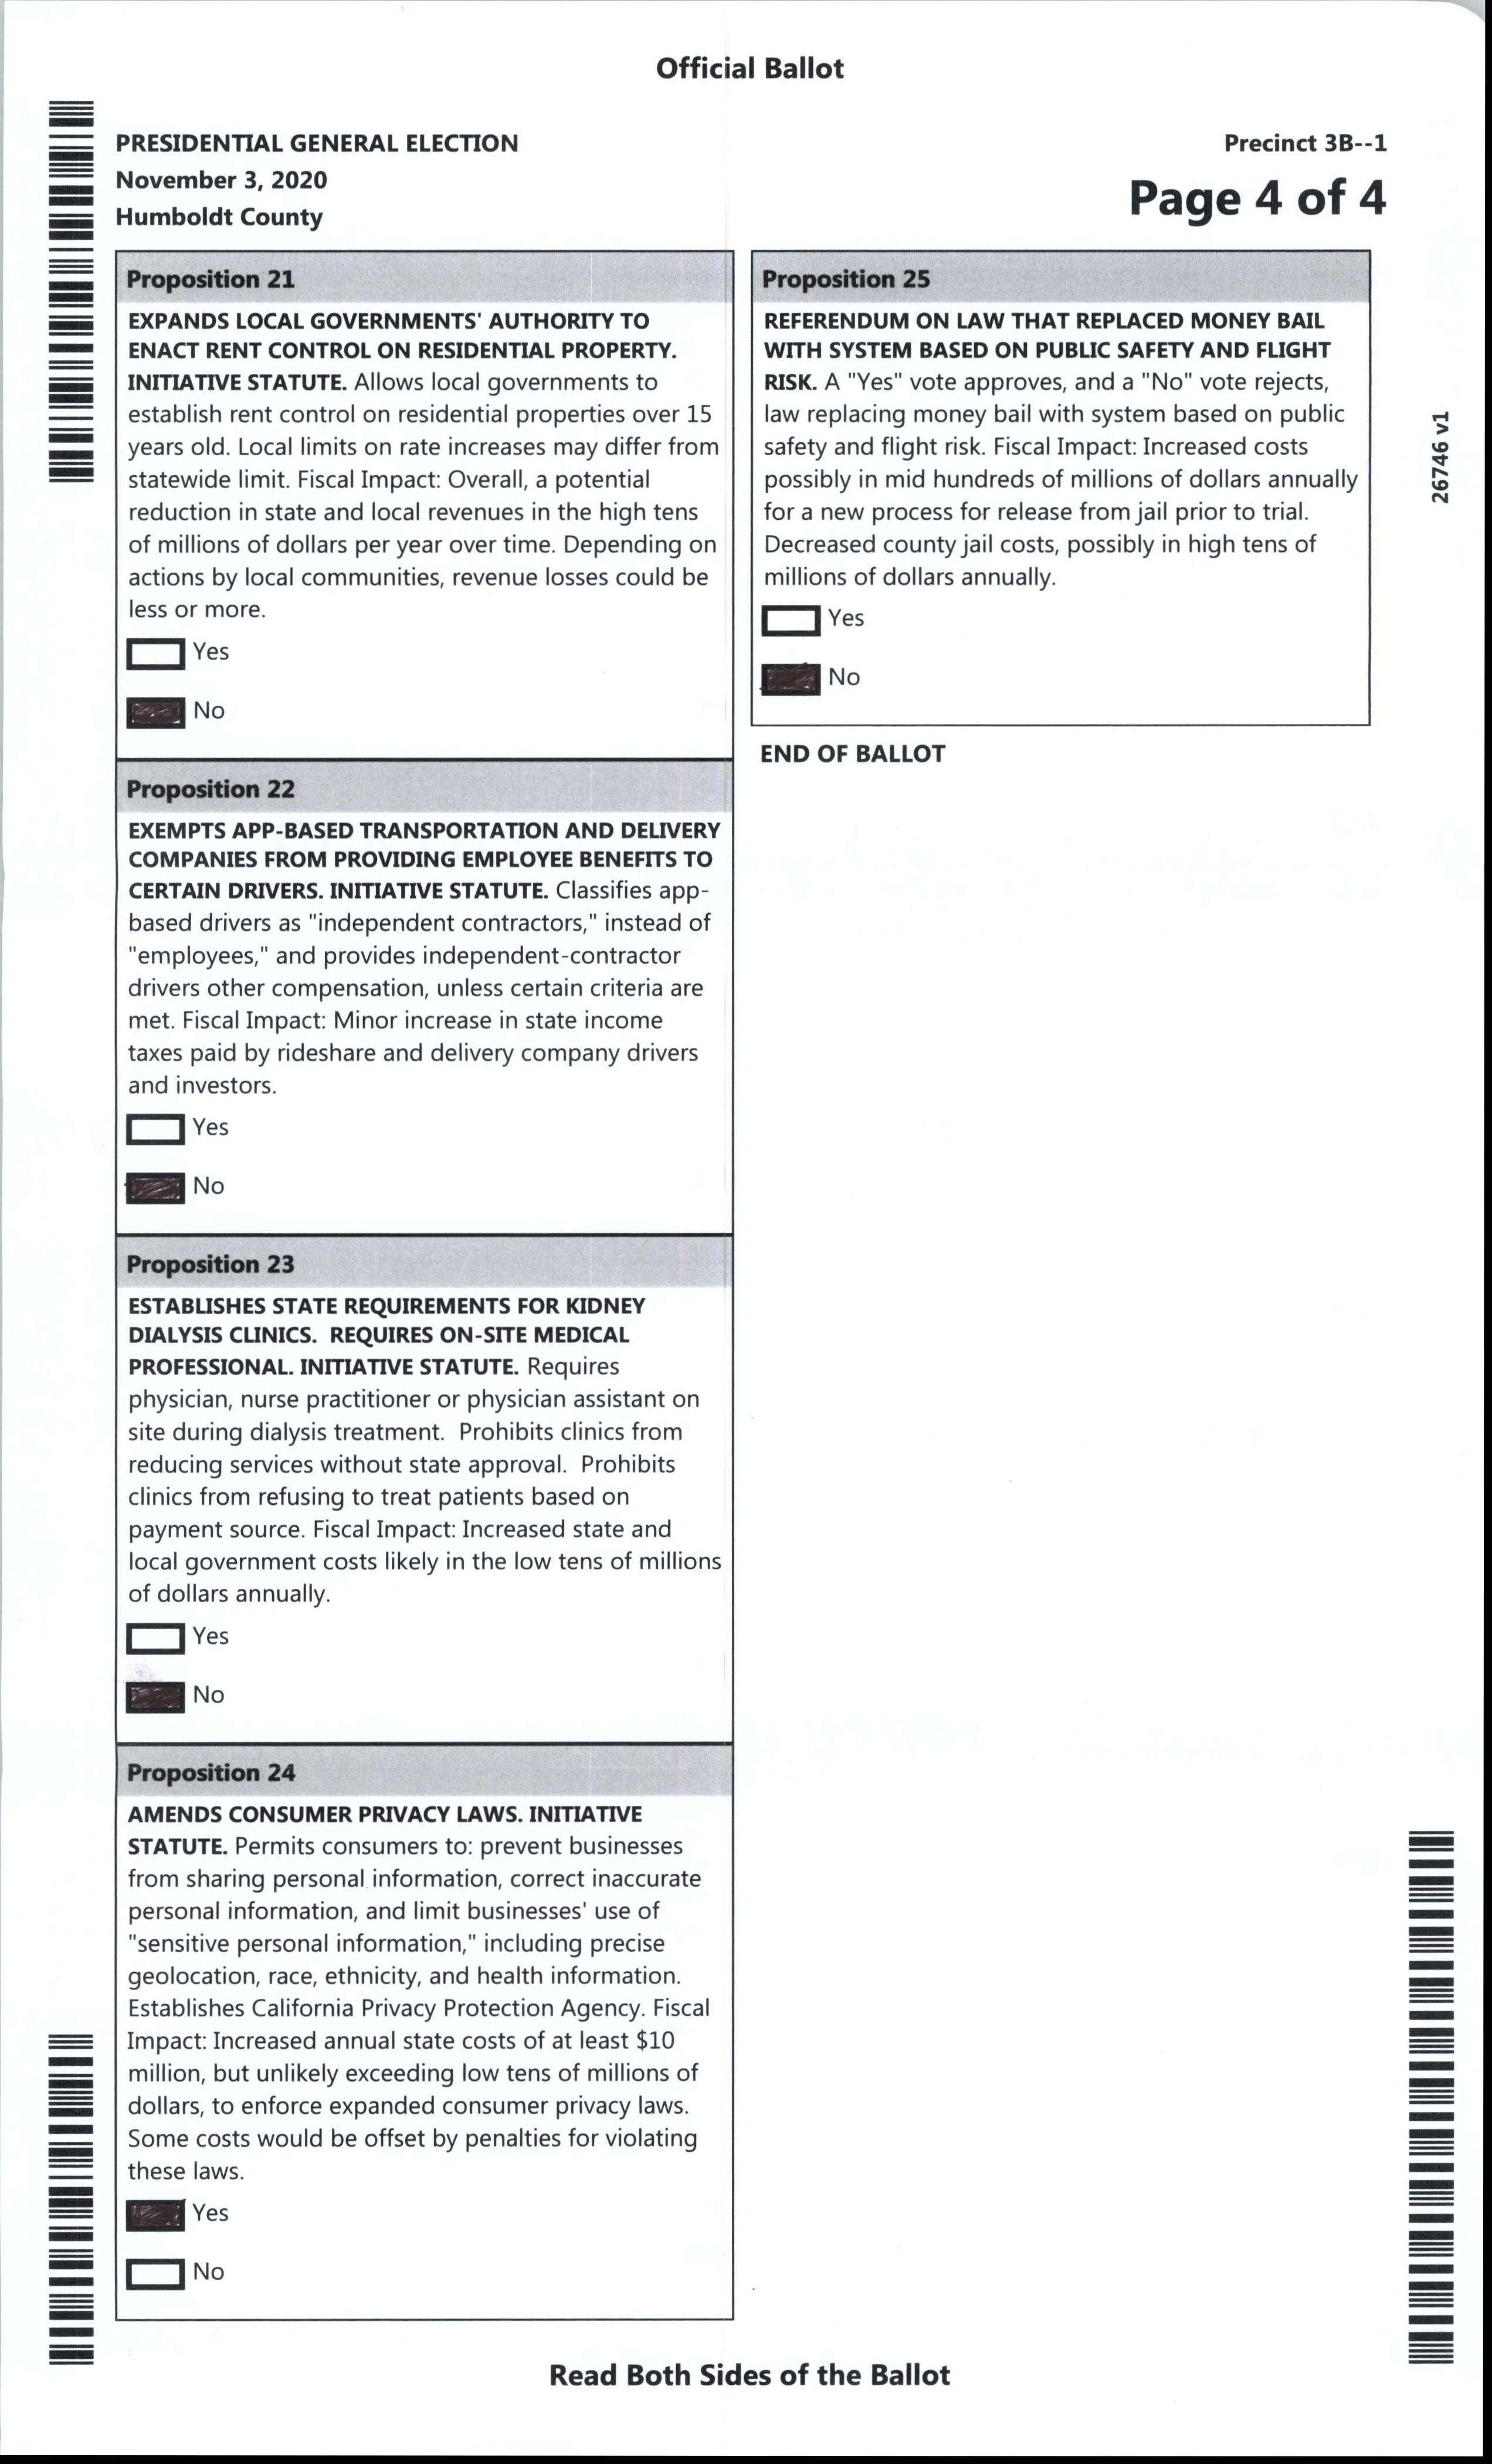 Official Ballot
PRESIDENTIAL GENERAL ELECTION
November 3, 2020
Humboldt County
Precinct 3B--1
Page 4 of 4
Proposition 21
EXPANDS LOCAL GOVERNMENTS' AUTHORITY TO
ENACT RENT CONTROL ON RESIDENTIAL PROPERTY.
INITIATIVE STATUTE. Allows local governments to
establish rent control on residential properties over 15
years old. Local limits on rate increases may differ from
statewide limit. Fiscal Impact: Overall, a potential
reduction in state and local revenues in the high tens
of millions of dollars per year over time. Depending on
actions by local communities, revenue losses could be
less or more.
Yes
No
Proposition 22
EXEMPTS APP-BASED TRANSPORTATION AND DELIVERY
COMPANIES FROM PROVIDING EMPLOYEE BENEFITS TO
CERTAIN DRIVERS. INITIATIVE STATUTE. Classifies app-
based drivers as "independent contractors," instead of
"employees," and provides independent-contractor
drivers other compensation, unless certain criteria are
met. Fiscal Impact: Minor increase in state income
taxes paid by rideshare and delivery company drivers
and investors.
Yes
No
Proposition 23
ESTABLISHES STATE REQUIREMENTS FOR KIDNEY
DIALYSIS CLINICS.  REQUIRES ON-SITE MEDICAL
PROFESSIONAL. INITIATIVE STATUTE. Requires
physician, nurse practitioner or physician assistant on
site during dialysis treatment.  Prohibits clinics from
reducing services without state approval.  Prohibits
clinics from refusing to treat patients based on
payment source. Fiscal Impact: Increased state and
local government costs likely in the low tens of millions
of dollars annually.
Yes
No
Proposition 24
AMENDS CONSUMER PRIVACY LAWS. INITIATIVE
STATUTE. Permits consumers to: prevent businesses
from sharing personal information, correct inaccurate
personal information, and limit businesses' use of
"sensitive personal information," including precise
geolocation, race, ethnicity, and health information.
Establishes California Privacy Protection Agency. Fiscal
Impact: Increased annual state costs of at least $10
million, but unlikely exceeding low tens of millions of
dollars, to enforce expanded consumer privacy laws.
Some costs would be offset by penalties for violating
these laws.
Yes
No
Proposition 25
REFERENDUM ON LAW THAT REPLACED MONEY BAIL
WITH SYSTEM BASED ON PUBLIC SAFETY AND FLIGHT
RISK. A "Yes" vote approves, and a "No" vote rejects,
law replacing money bail with system based on public
safety and flight risk. Fiscal Impact: Increased costs
possibly in mid hundreds of millions of dollars annually
for a new process for release from jail prior to trial.
Decreased county jail costs, possibly in high tens of
millions of dollars annually.
Yes
No
END OF BALLOT
26746 v1
Read Both Sides of the Ballot